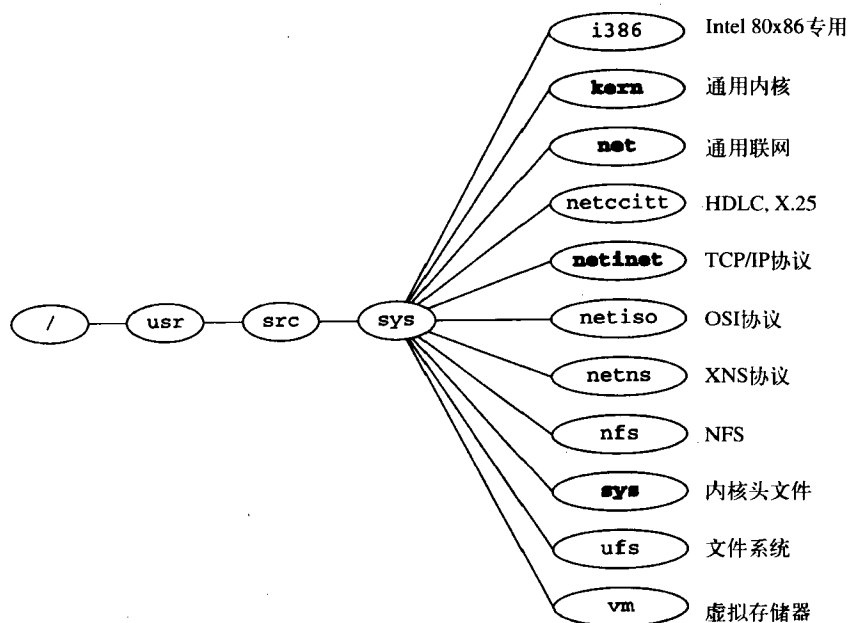 i386 Intel 80x86专用
kern 通用内核
net 通用联网
netccitt HDLC, X.25
netinet TCP/IP协议
/ usr src sys netiso OSI协议
netns XNS协议
nfs NFS
sys 内核头文件
ufs 文件系统
vm 虚拟存储器